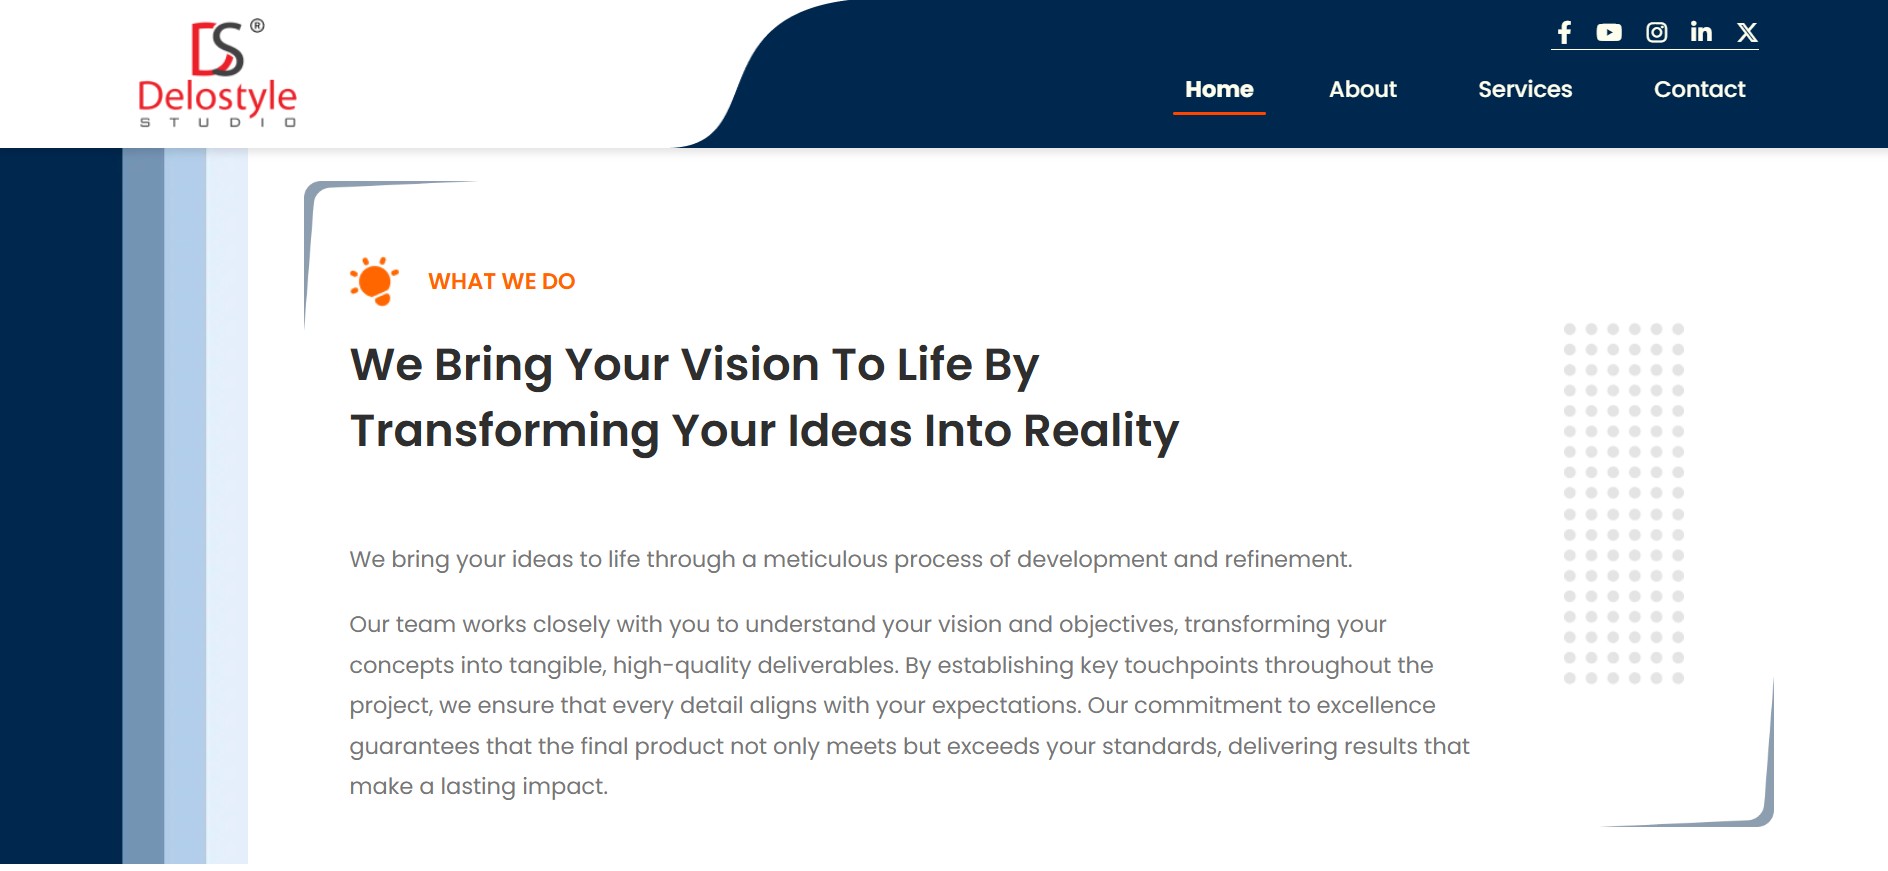 DS ®
Delostyle
STUDIO
Home About Services Contact
WHAT WE DO
We Bring Your Vision To Life By
Transforming Your Ideas Into Reality
We bring your ideas to life through a meticulous process of development and refinement.
Our team works closely with you to understand your vision and objectives, transforming your
concepts into tangible, high-quality deliverables. By establishing key touchpoints throughout the
project, we ensure that every detail aligns with your expectations. Our commitment to excellence
guarantees that the final product not only meets but exceeds your standards, delivering results that
make a lasting impact.